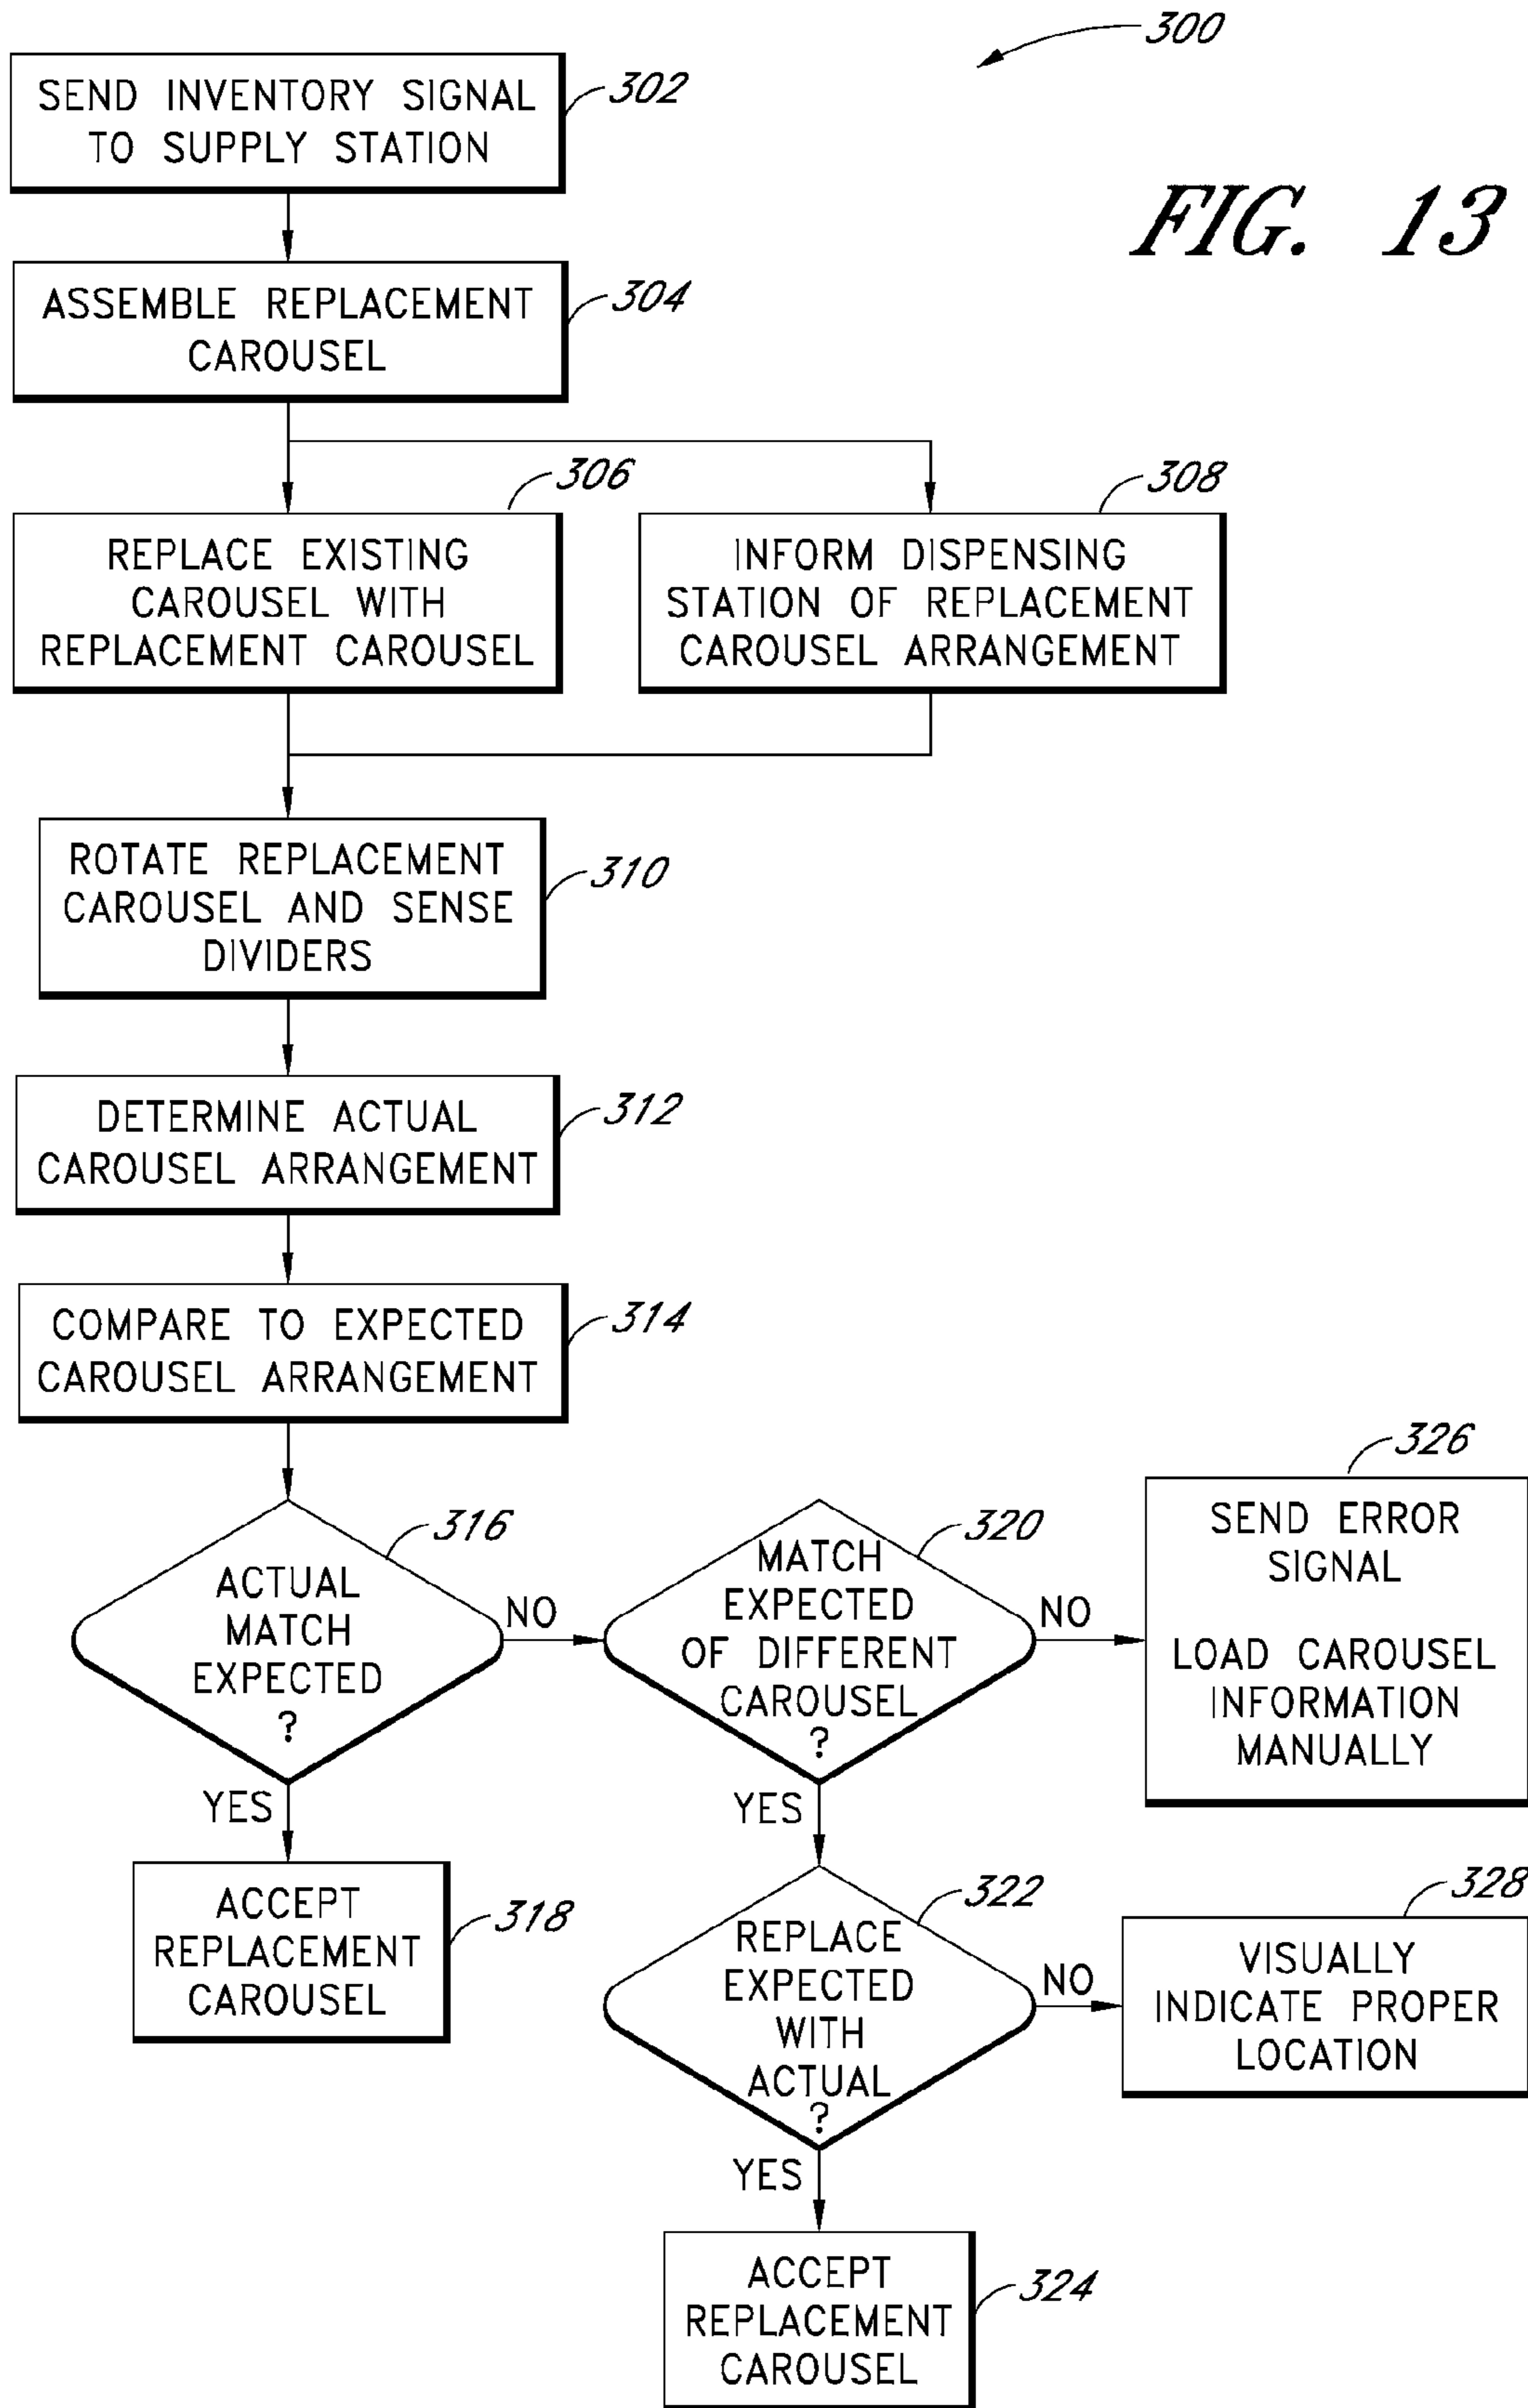 300
FIG. 13
SEND INVENTORY SIGNAL
TO SUPPLY STATION
302
ASSEMBLE REPLACEMENT
CAROUSEL
304
306
REPLACE EXISTING
CAROUSEL WITH
REPLACEMENT CAROUSEL
308
INFORM DISPENSING
STATION OF REPLACEMENT
CAROUSEL ARRANGEMENT
ROTATE REPLACEMENT
CAROUSEL AND SENSE
DIVIDERS
310
DETERMINE ACTUAL
CAROUSEL ARRANGEMENT
312
COMPARE TO EXPECTED
CAROUSEL ARRANGEMENT
314
316
ACTUAL
MATCH
EXPECTED
?
NO
YES
ACCEPT
REPLACEMENT
CAROUSEL
318
320
MATCH
EXPECTED
OF DIFFERENT
CAROUSEL
?
NO
YES
326
SEND ERROR
SIGNAL
LOAD CAROUSEL
INFORMATION
MANUALLY
322
REPLACE
EXPECTED
WITH
ACTUAL
?
NO
YES
328
VISUALLY
INDICATE PROPER
LOCATION
ACCEPT
REPLACEMENT
CAROUSEL
324